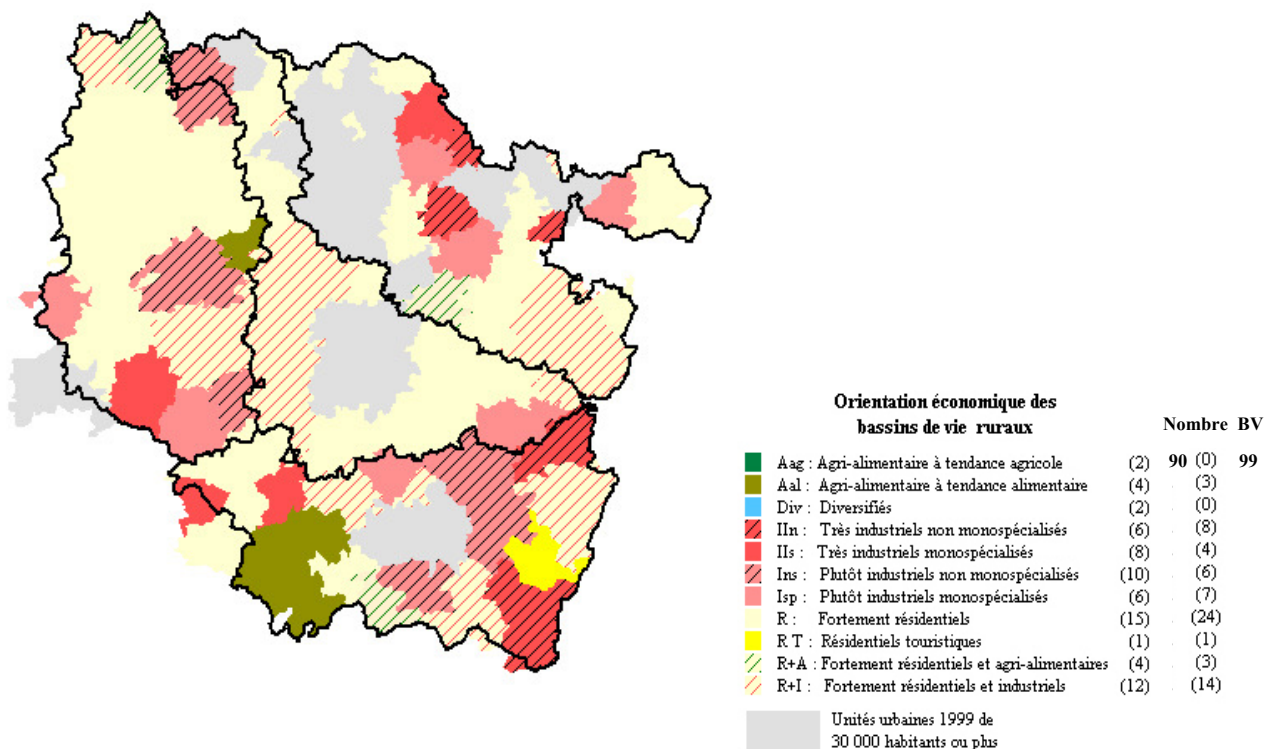 Orientation économique des
bassins de vie ruraux
Nombre BV
90 99
Aag : Agri-alimentaire à tendance agricole (2) (0)
Aal : Agri-alimentaire à tendance alimentaire (4) (3)
Div : Diversifiés (2) (0)
IIn : Très industriels non monospécialisés (6) (8)
IIs : Très industriels monospécialisés (8) (4)
Ins : Plutôt industriels non monospécialisés (10) (6)
Isp : Plutôt industriels monospécialisés (6) (7)
R : Fortement résidentiels (15) (24)
R T : Résidentiels touristiques (1) (1)
R+A : Fortement résidentiels et agri-alimentaires (4) (3)
R+I : Fortement résidentiels et industriels (12) (14)
Unités urbaines 1999 de
30 000 habitants ou plus